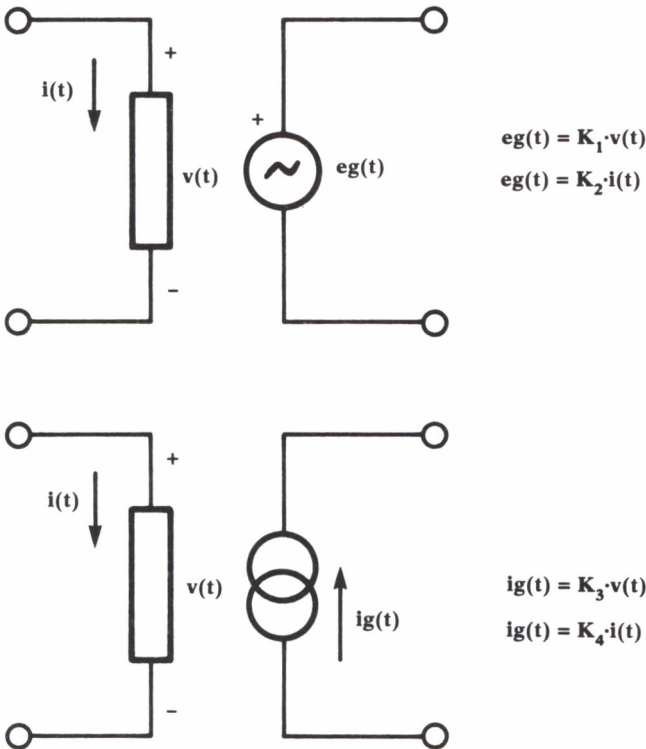 +
i(t)
v(t)
−
+
eg(t)
eg(t) = K₁·v(t)
eg(t) = K₂·i(t)
+
i(t)
v(t)
−
ig(t)
ig(t) = K₃·v(t)
ig(t) = K₄·i(t)